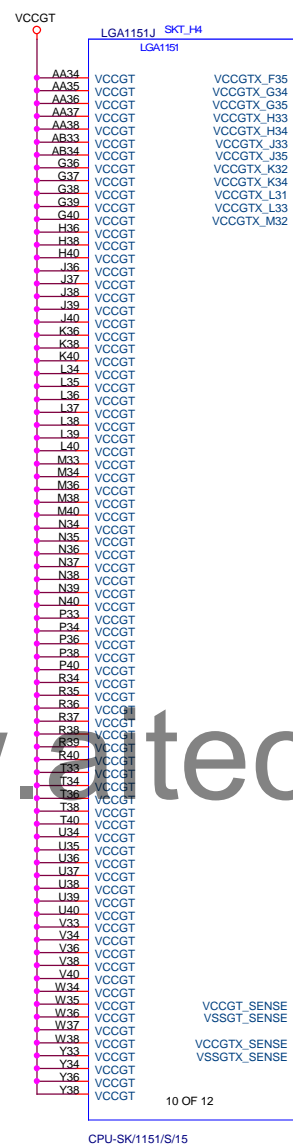 VCCGT
LGA1151J SKT_H4
LGA1151
AA34 VCCGT VCCGTX_F35
AA35 VCCGT VCCGTX_G34
AA36 VCCGT VCCGTX_G35
AA37 VCCGT VCCGTX_H33
AA38 VCCGT VCCGTX_H34
AB33 VCCGT VCCGTX_J33
AB34 VCCGT VCCGTX_J35
G36 VCCGT VCCGTX_K32
G37 VCCGT VCCGTX_K34
G38 VCCGT VCCGTX_L31
G39 VCCGT VCCGTX_L33
G40 VCCGT VCCGTX_M32
H36 VCCGT
H38 VCCGT
H40 VCCGT
J36 VCCGT
J37 VCCGT
J38 VCCGT
J39 VCCGT
J40 VCCGT
K36 VCCGT
K38 VCCGT
K40 VCCGT
L34 VCCGT
L35 VCCGT
L36 VCCGT
L37 VCCGT
L38 VCCGT
L39 VCCGT
L40 VCCGT
M33 VCCGT
M34 VCCGT
M36 VCCGT
M38 VCCGT
M40 VCCGT
N34 VCCGT
N35 VCCGT
N36 VCCGT
N37 VCCGT
N38 VCCGT
N39 VCCGT
N40 VCCGT
P33 VCCGT
P34 VCCGT
P36 VCCGT
P38 VCCGT
P40 VCCGT
R34 VCCGT
R35 VCCGT
R36 VCCGT
R37 VCCGT
R38 VCCGT
R39 VCCGT
R40 VCCGT
T33 VCCGT
T34 VCCGT
T36 VCCGT
T38 VCCGT
T40 VCCGT
U34 VCCGT
U35 VCCGT
U36 VCCGT
U37 VCCGT
U38 VCCGT
U39 VCCGT
U40 VCCGT
V33 VCCGT
V34 VCCGT
V36 VCCGT
V38 VCCGT
V40 VCCGT
W34 VCCGT
W35 VCCGT VCCGT_SENSE
W36 VCCGT VSSGT_SENSE
W37 VCCGT
W38 VCCGT VCCGTX_SENSE
Y33 VCCGT VSSGTX_SENSE
Y34 VCCGT
Y36 VCCGT
Y38 VCCGT
10 OF 12
CPU-SK/1151/S/15
.aitec